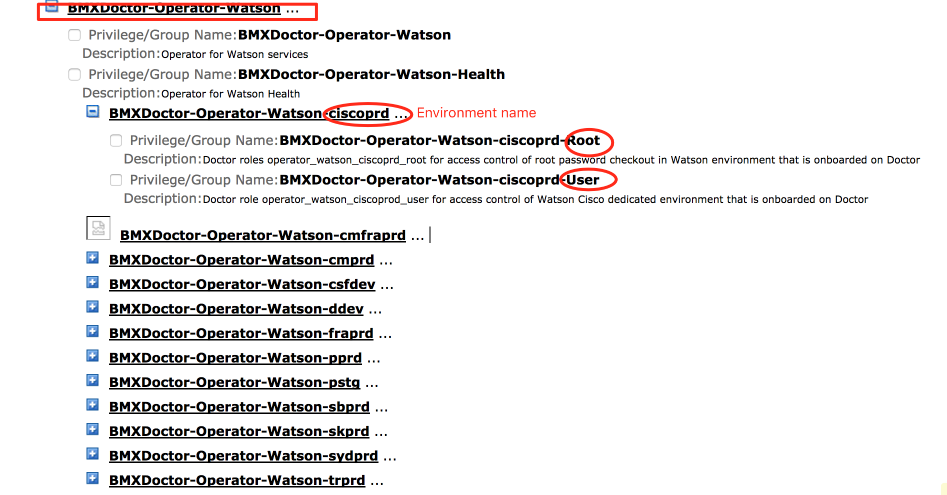 BMXDoctor-Operator-Watson ...
Privilege/Group Name:BMXDoctor-Operator-Watson
Description:Operator for Watson services
Privilege/Group Name:BMXDoctor-Operator-Watson-Health
Description:Operator for Watson Health
BMXDoctor-Operator-Watson-ciscoprd ... Environment name
Privilege/Group Name:BMXDoctor-Operator-Watson-ciscoprd-Root
Description:Doctor roles operator_watson_ciscoprd_root for access control of root password checkout in Watson environment that is onboarded on Doctor
Privilege/Group Name:BMXDoctor-Operator-Watson-ciscoprd-User
Description:Doctor role operator_watson_ciscoprod_user for access control of Watson Cisco dedicated environment that is onboarded on Doctor
BMXDoctor-Operator-Watson-cmfraprd ...
BMXDoctor-Operator-Watson-cmprd ...
BMXDoctor-Operator-Watson-csfdev ...
BMXDoctor-Operator-Watson-ddev ...
BMXDoctor-Operator-Watson-fraprd ...
BMXDoctor-Operator-Watson-pprd ...
BMXDoctor-Operator-Watson-pstg ...
BMXDoctor-Operator-Watson-sbprd ...
BMXDoctor-Operator-Watson-skprd ...
BMXDoctor-Operator-Watson-sydprd ...
BMXDoctor-Operator-Watson-trprd ...